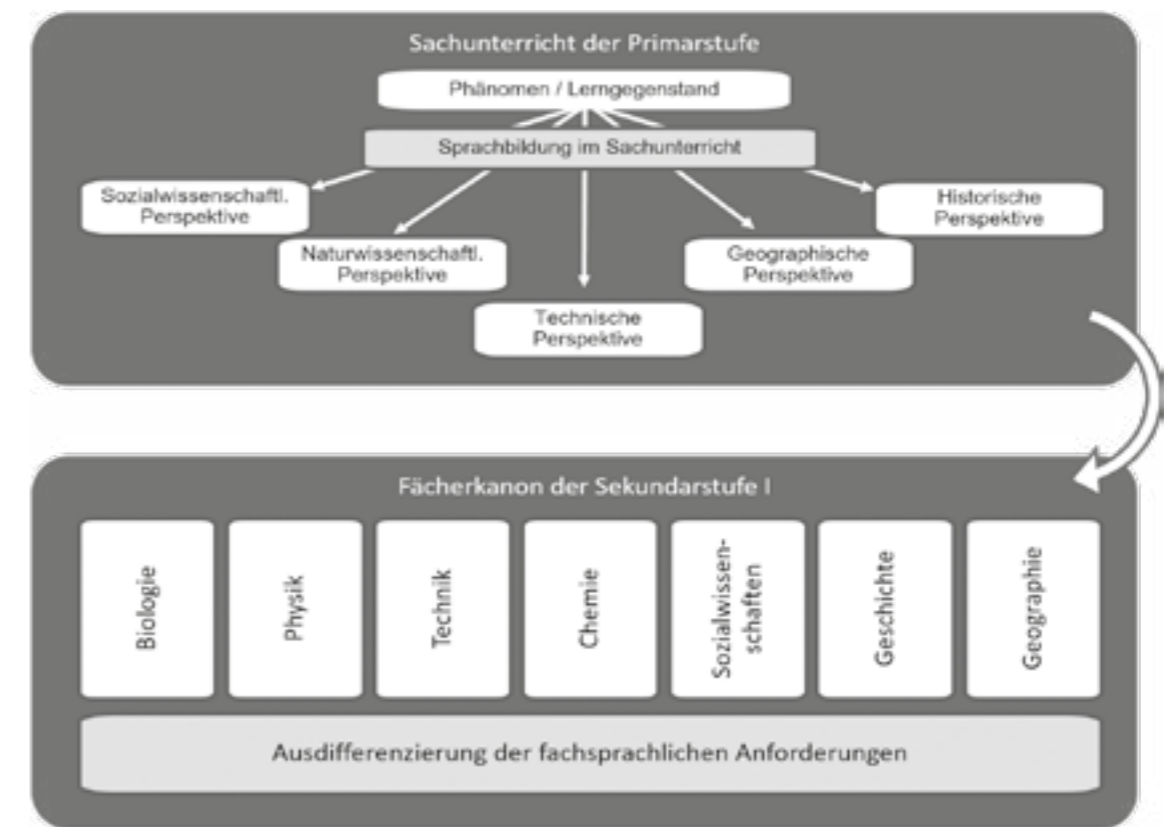 Sachunterricht der Primarstufe
Phänomen / Lerngegenstand
Sprachbildung im Sachunterricht
Sozialwissenschaftl.
Perspektive
Historische
Perspektive
Naturwissenschaftl.
Perspektive
Geographische
Perspektive
Technische
Perspektive
Fächerkanon der Sekundarstufe I
Biologie
Physik
Technik
Chemie
Sozialwissen-
schaften
Geschichte
Geographie
Ausdifferenzierung der fachsprachlichen Anforderungen